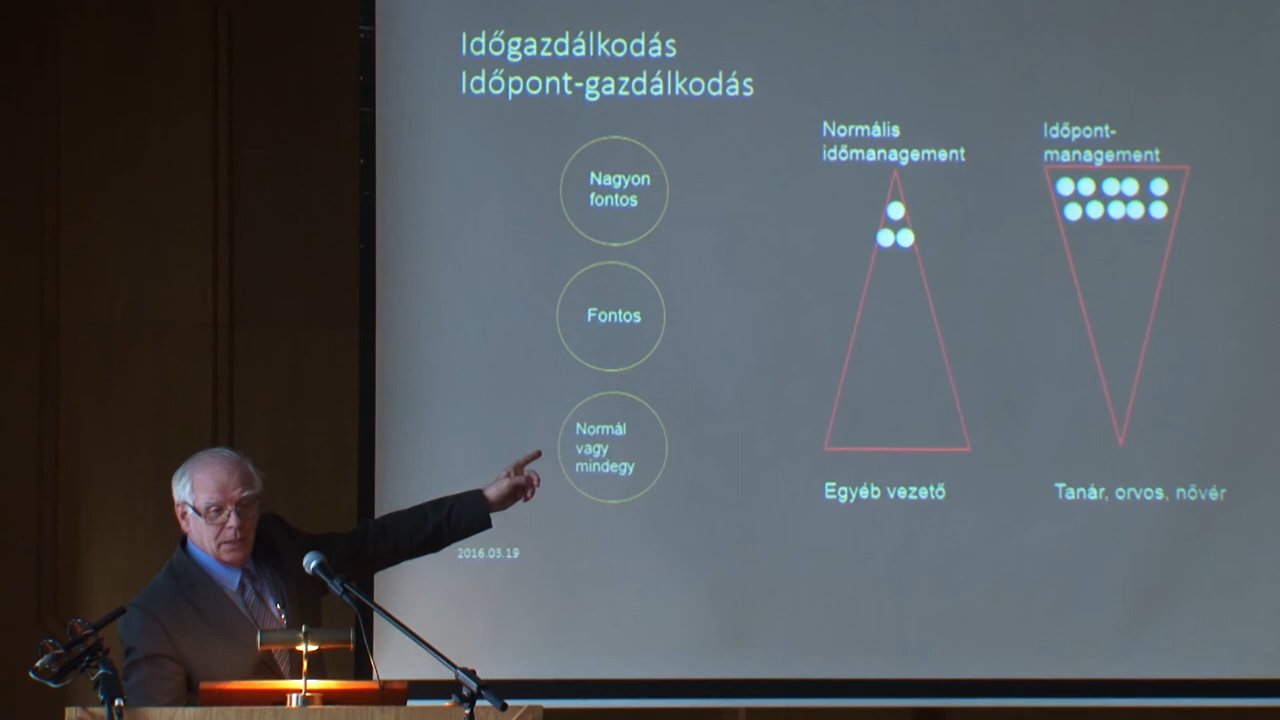 Időgazdálkodás
Időpont-gazdálkodás
Nagyon
fontos
Fontos
Normál
vagy
mindegy
Normális
időmanagement
Időpont-
management
Egyéb vezető
Tanár, orvos, nővér
2016.03.19